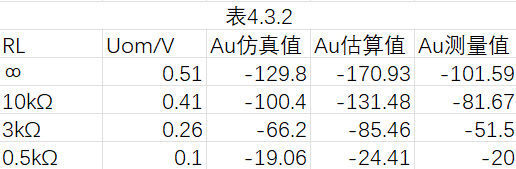 表4.3.2
RL Uom/V Au仿真值 Au估算值 Au测量值
∞ 0.51 -129.8 -170.93 -101.59
10kΩ 0.41 -100.4 -131.48 -81.67
3kΩ 0.26 -66.2 -85.46 -51.5
0.5kΩ 0.1 -19.06 -24.41 -20